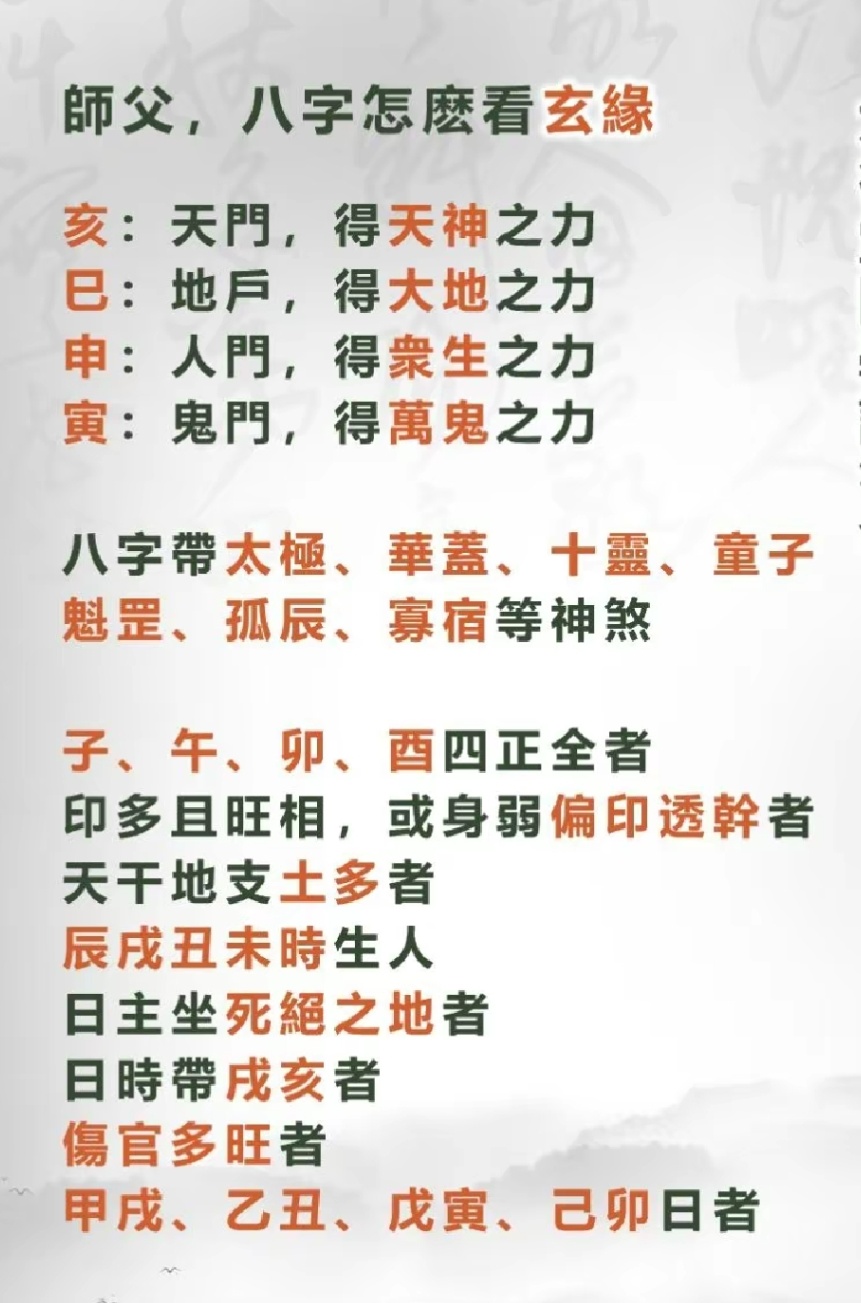 師父，八字怎麽看玄緣
亥：天門，得天神之力
巳：地戶，得大地之力
申：人門，得衆生之力
寅：鬼門，得萬鬼之力
八字帶太極、華蓋、十靈、童子
魁罡、孤辰、寡宿等神煞
子、午、卯、酉四正全者
印多且旺相，或身弱偏印透幹者
天干地支土多者
辰戌丑未時生人
日主坐死絕之地者
日時帶戌亥者
傷官多旺者
甲戌、乙丑、戊寅、己卯日者